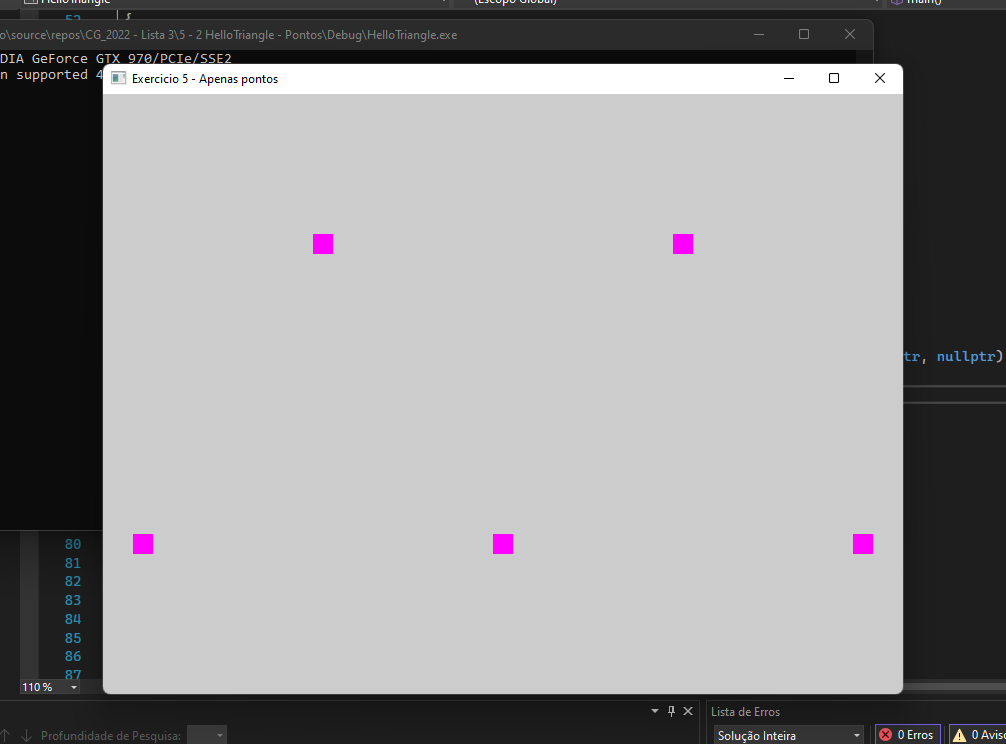 HelloTriangle
(Escopo Global)
main()
52 {
o\source\repos\CG_2022 - Lista 3\5 - 2 HelloTriangle - Pontos\Debug\HelloTriangle.exe
DIA GeForce GTX 970/PCIe/SSE2
n supported 4
Exercicio 5 - Apenas pontos
tr, nullptr)
80
81
82
83
84
85
86
87
110 %
Lista de Erros
Profundidade de Pesquisa:
Solução Inteira
0 Erros
0 Aviso